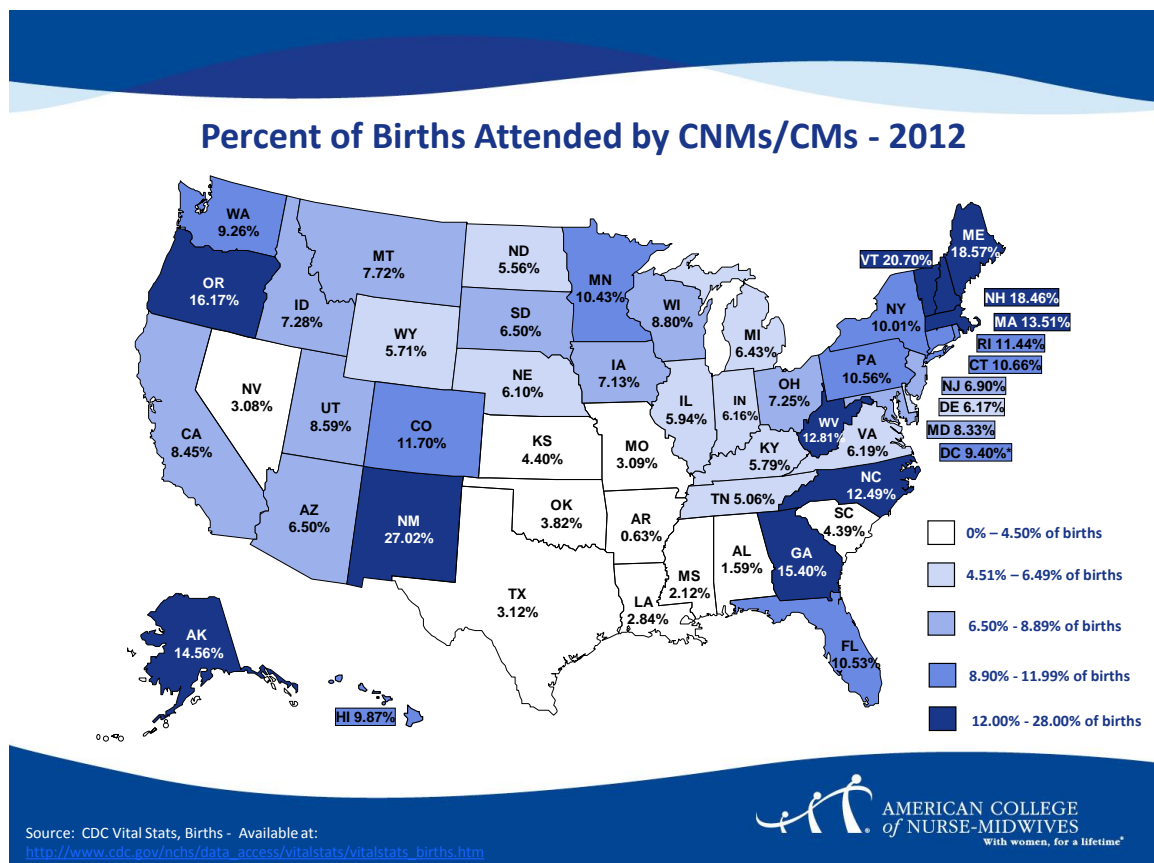 Percent of Births Attended by CNMs/CMs - 2012
WA
9.26%
OR
16.17%
CA
8.45%
NV
3.08%
ID
7.28%
MT
7.72%
WY
5.71%
UT
8.59%
AZ
6.50%
CO
11.70%
NM
27.02%
ND
5.56%
SD
6.50%
NE
6.10%
KS
4.40%
OK
3.82%
TX
3.12%
MN
10.43%
IA
7.13%
MO
3.09%
AR
0.63%
LA
2.84%
WI
8.80%
IL
5.94%
MI
6.43%
IN
6.16%
OH
7.25%
KY
5.79%
TN 5.06%
MS
2.12%
AL
1.59%
GA
15.40%
FL
10.53%
SC
4.39%
NC
12.49%
VA
6.19%
WV
12.81%
PA
10.56%
NY
10.01%
VT 20.70%
ME
18.57%
NH 18.46%
MA 13.51%
RI 11.44%
CT 10.66%
NJ 6.90%
DE 6.17%
MD 8.33%
DC 9.40%*
AK
14.56%
HI 9.87%
0% – 4.50% of births
4.51% – 6.49% of births
6.50% - 8.89% of births
8.90% - 11.99% of births
12.00% - 28.00% of births
Source: CDC Vital Stats, Births - Available at:
http://www.cdc.gov/nchs/data_access/vitalstats/vitalstats_births.htm
AMERICAN COLLEGE
of NURSE-MIDWIVES
With women, for a lifetime®